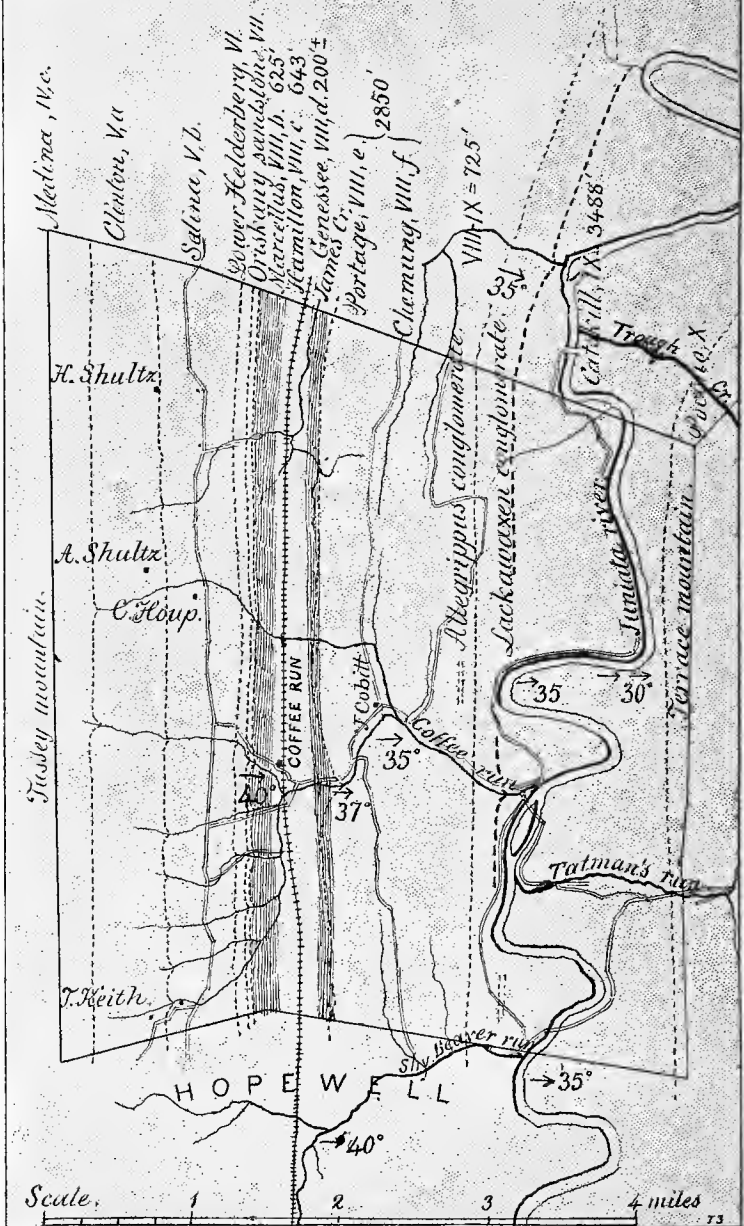 Medina, IV,c.
Clinton, V,a
Salina, V,b.
Lower Helderberg, VI.
Oriskany sandstone, VII.
Marcellus, VIII,b. 625'
Hamilton, VIII, c 643'
Genessee, VIII,d. 200'±
James Cr.
Portage, VIII, e. } 2850'
Chemung, VIII, f
VIII-IX = 725'
35°
Allegrippus conglomerate
Lackawaxen conglomerate
Catskill, IX. 3488'
Trough Cr.
Pocono, X
H. Shultz
A. Shultz
C. Houp.
Tussey mountain.
COFFEE RUN
Juniata river
Terrace mountain.
T Cobitt
Coffee run
35
30°
35°
40°
37°
Tatman's run
T. Keith.
Shy Beaver run
HOPEWELL
35°
40°
Scale. 1 2 3 4 miles
73